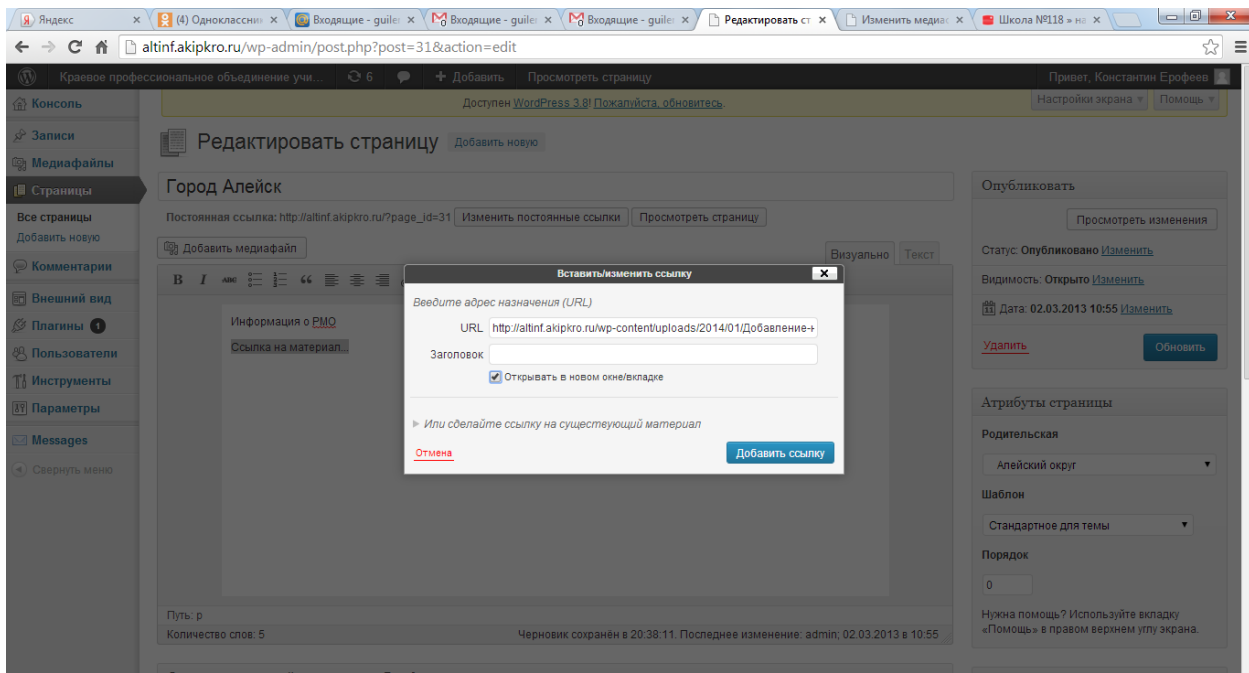 Яндекс
(4) Одноклассни
Входящие - guiler
Входящие - guiler
Входящие - guiler
Редактировать ст
Изменить медиас
Школа №118 » на
altinf.akipkro.ru/wp-admin/post.php?post=31&action=edit
Краевое профессиональное объединение учи... 6 + Добавить Просмотреть страницу Привет, Константин Ерофеев
Консоль
Доступен WordPress 3.8! Пожалуйста, обновитесь.
Настройки экрана Помощь
Записи
Медиафайлы
Страницы
Все страницы
Добавить новую
Комментарии
Внешний вид
Плагины 1
Пользователи
Инструменты
Параметры
Messages
Свернуть меню
Редактировать страницу Добавить новую
Город Алейск
Постоянная ссылка: http://altinf.akipkro.ru/?page_id=31 Изменить постоянные ссылки Просмотреть страницу
Добавить медиафайл
Визуально Текст
B I ABC
Информация о РМО
Ссылка на материал...
Вставить/изменить ссылку
Введите адрес назначения (URL)
URL http://altinf.akipkro.ru/wp-content/uploads/2014/01/Добавление-н
Заголовок
Открывать в новом окне/вкладке
Или сделайте ссылку на существующий материал
Отмена Добавить ссылку
Путь: p
Количество слов: 5 Черновик сохранён в 20:38:11. Последнее изменение: admin; 02.03.2013 в 10:55
Опубликовать
Просмотреть изменения
Статус: Опубликовано Изменить
Видимость: Открыто Изменить
Дата: 02.03.2013 10:55 Изменить
Удалить Обновить
Атрибуты страницы
Родительская
Алейский округ
Шаблон
Стандартное для темы
Порядок
0
Нужна помощь? Используйте вкладку
«Помощь» в правом верхнем углу экрана.